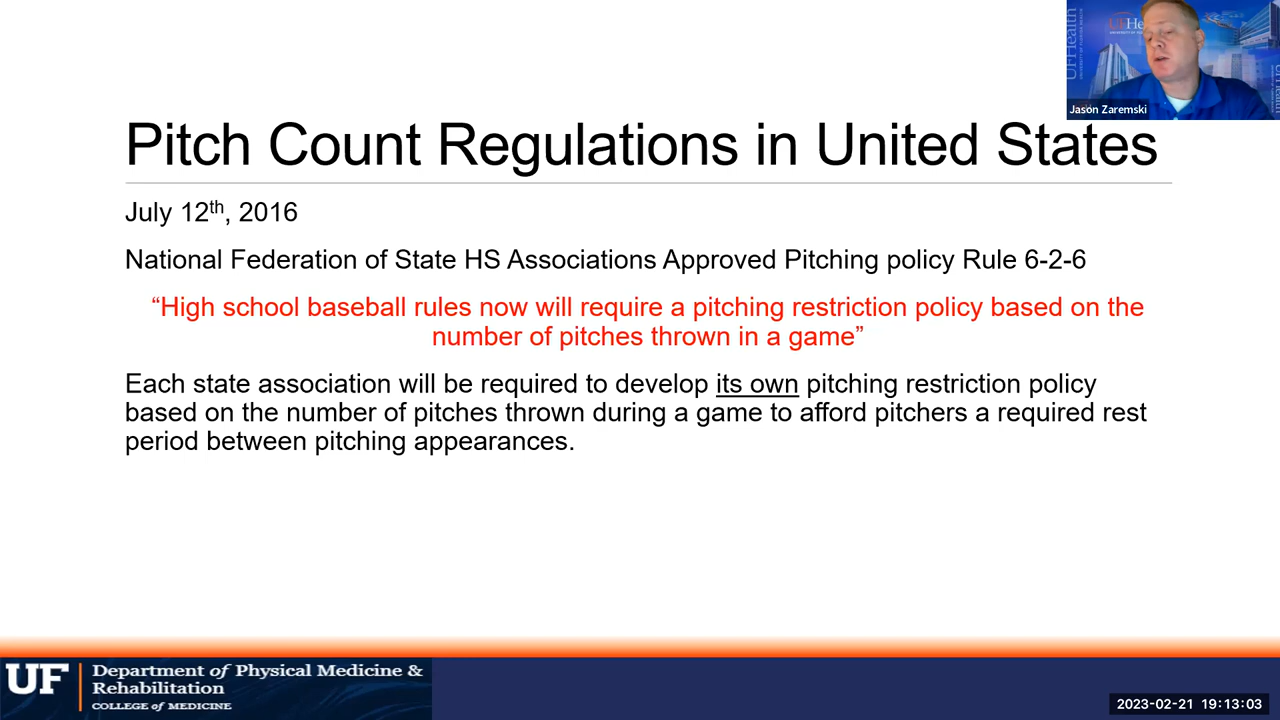 UFHealth
UFHe
Jason Zaremski
Pitch Count Regulations in United States
July 12th, 2016
National Federation of State HS Associations Approved Pitching policy Rule 6-2-6
“High school baseball rules now will require a pitching restriction policy based on the
number of pitches thrown in a game”
Each state association will be required to develop its own pitching restriction policy
based on the number of pitches thrown during a game to afford pitchers a required rest
period between pitching appearances.
UF
Department of Physical Medicine &
Rehabilitation
COLLEGE of MEDICINE
2023-02-21 19:13:03